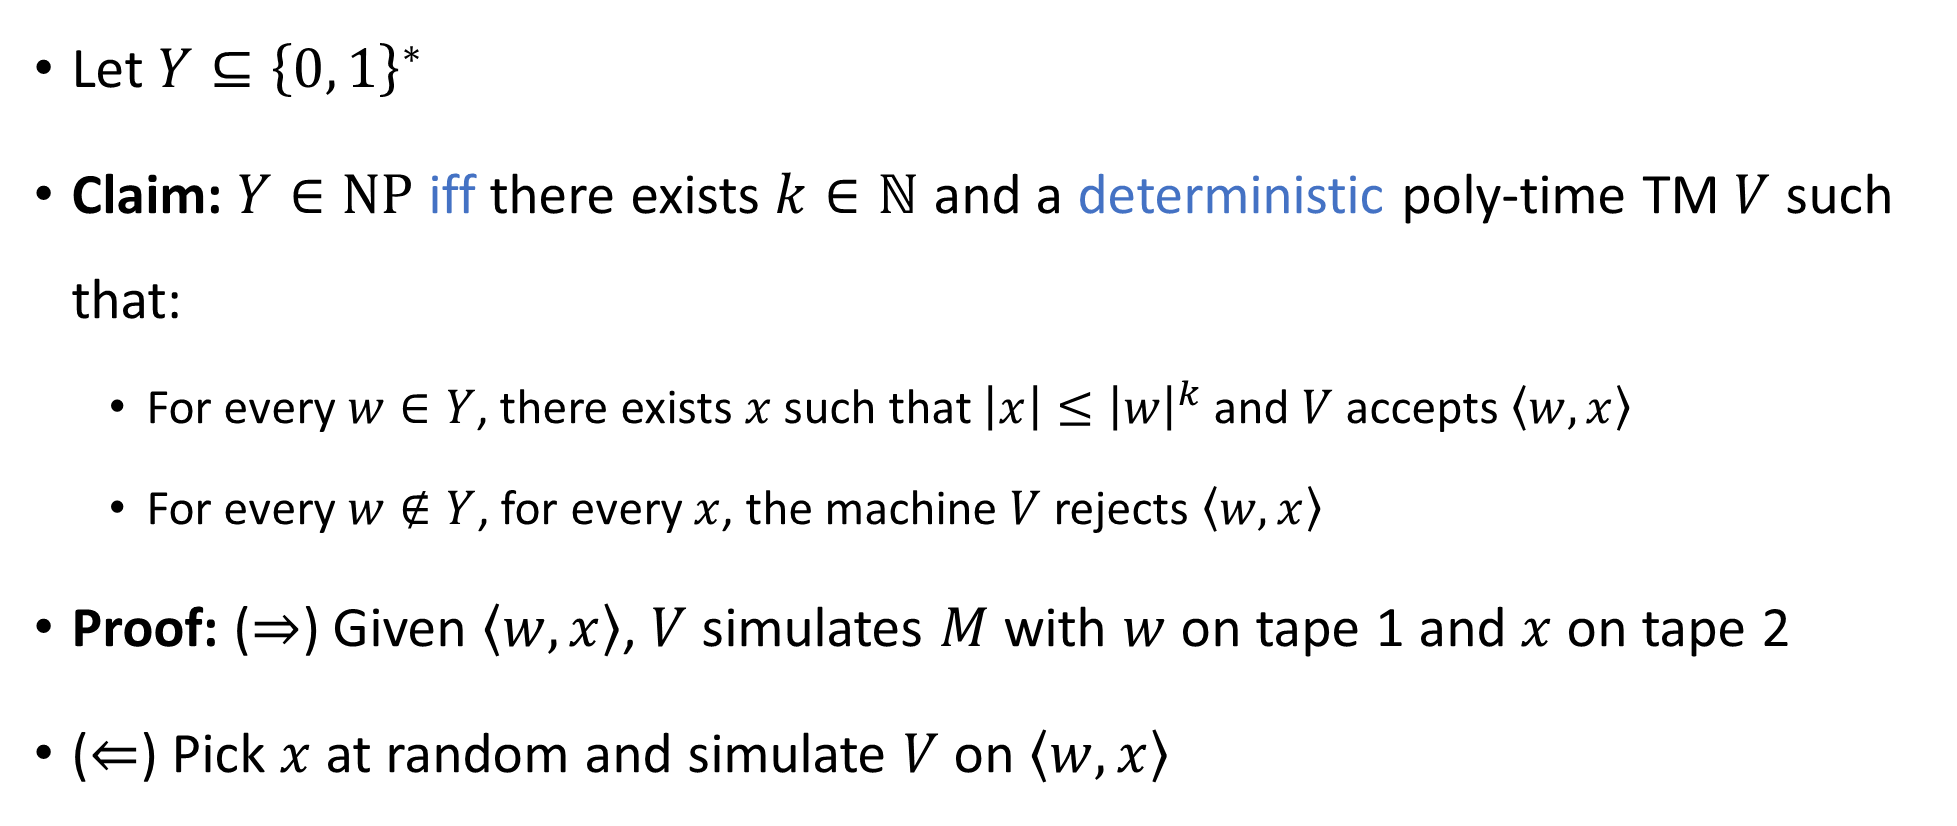 • Let 𝑌 ⊆ {0, 1}*
• Claim: 𝑌 ∈ NP iff there exists 𝑘 ∈ ℕ and a deterministic poly-time TM 𝑉 such
that:
• For every 𝑤 ∈ 𝑌, there exists 𝑥 such that |𝑥| ≤ |𝑤|ᵏ and 𝑉 accepts ⟨𝑤, 𝑥⟩
• For every 𝑤 ∉ 𝑌, for every 𝑥, the machine 𝑉 rejects ⟨𝑤, 𝑥⟩
• Proof: (⇒) Given ⟨𝑤, 𝑥⟩, 𝑉 simulates 𝑀 with 𝑤 on tape 1 and 𝑥 on tape 2
• (⇐) Pick 𝑥 at random and simulate 𝑉 on ⟨𝑤, 𝑥⟩